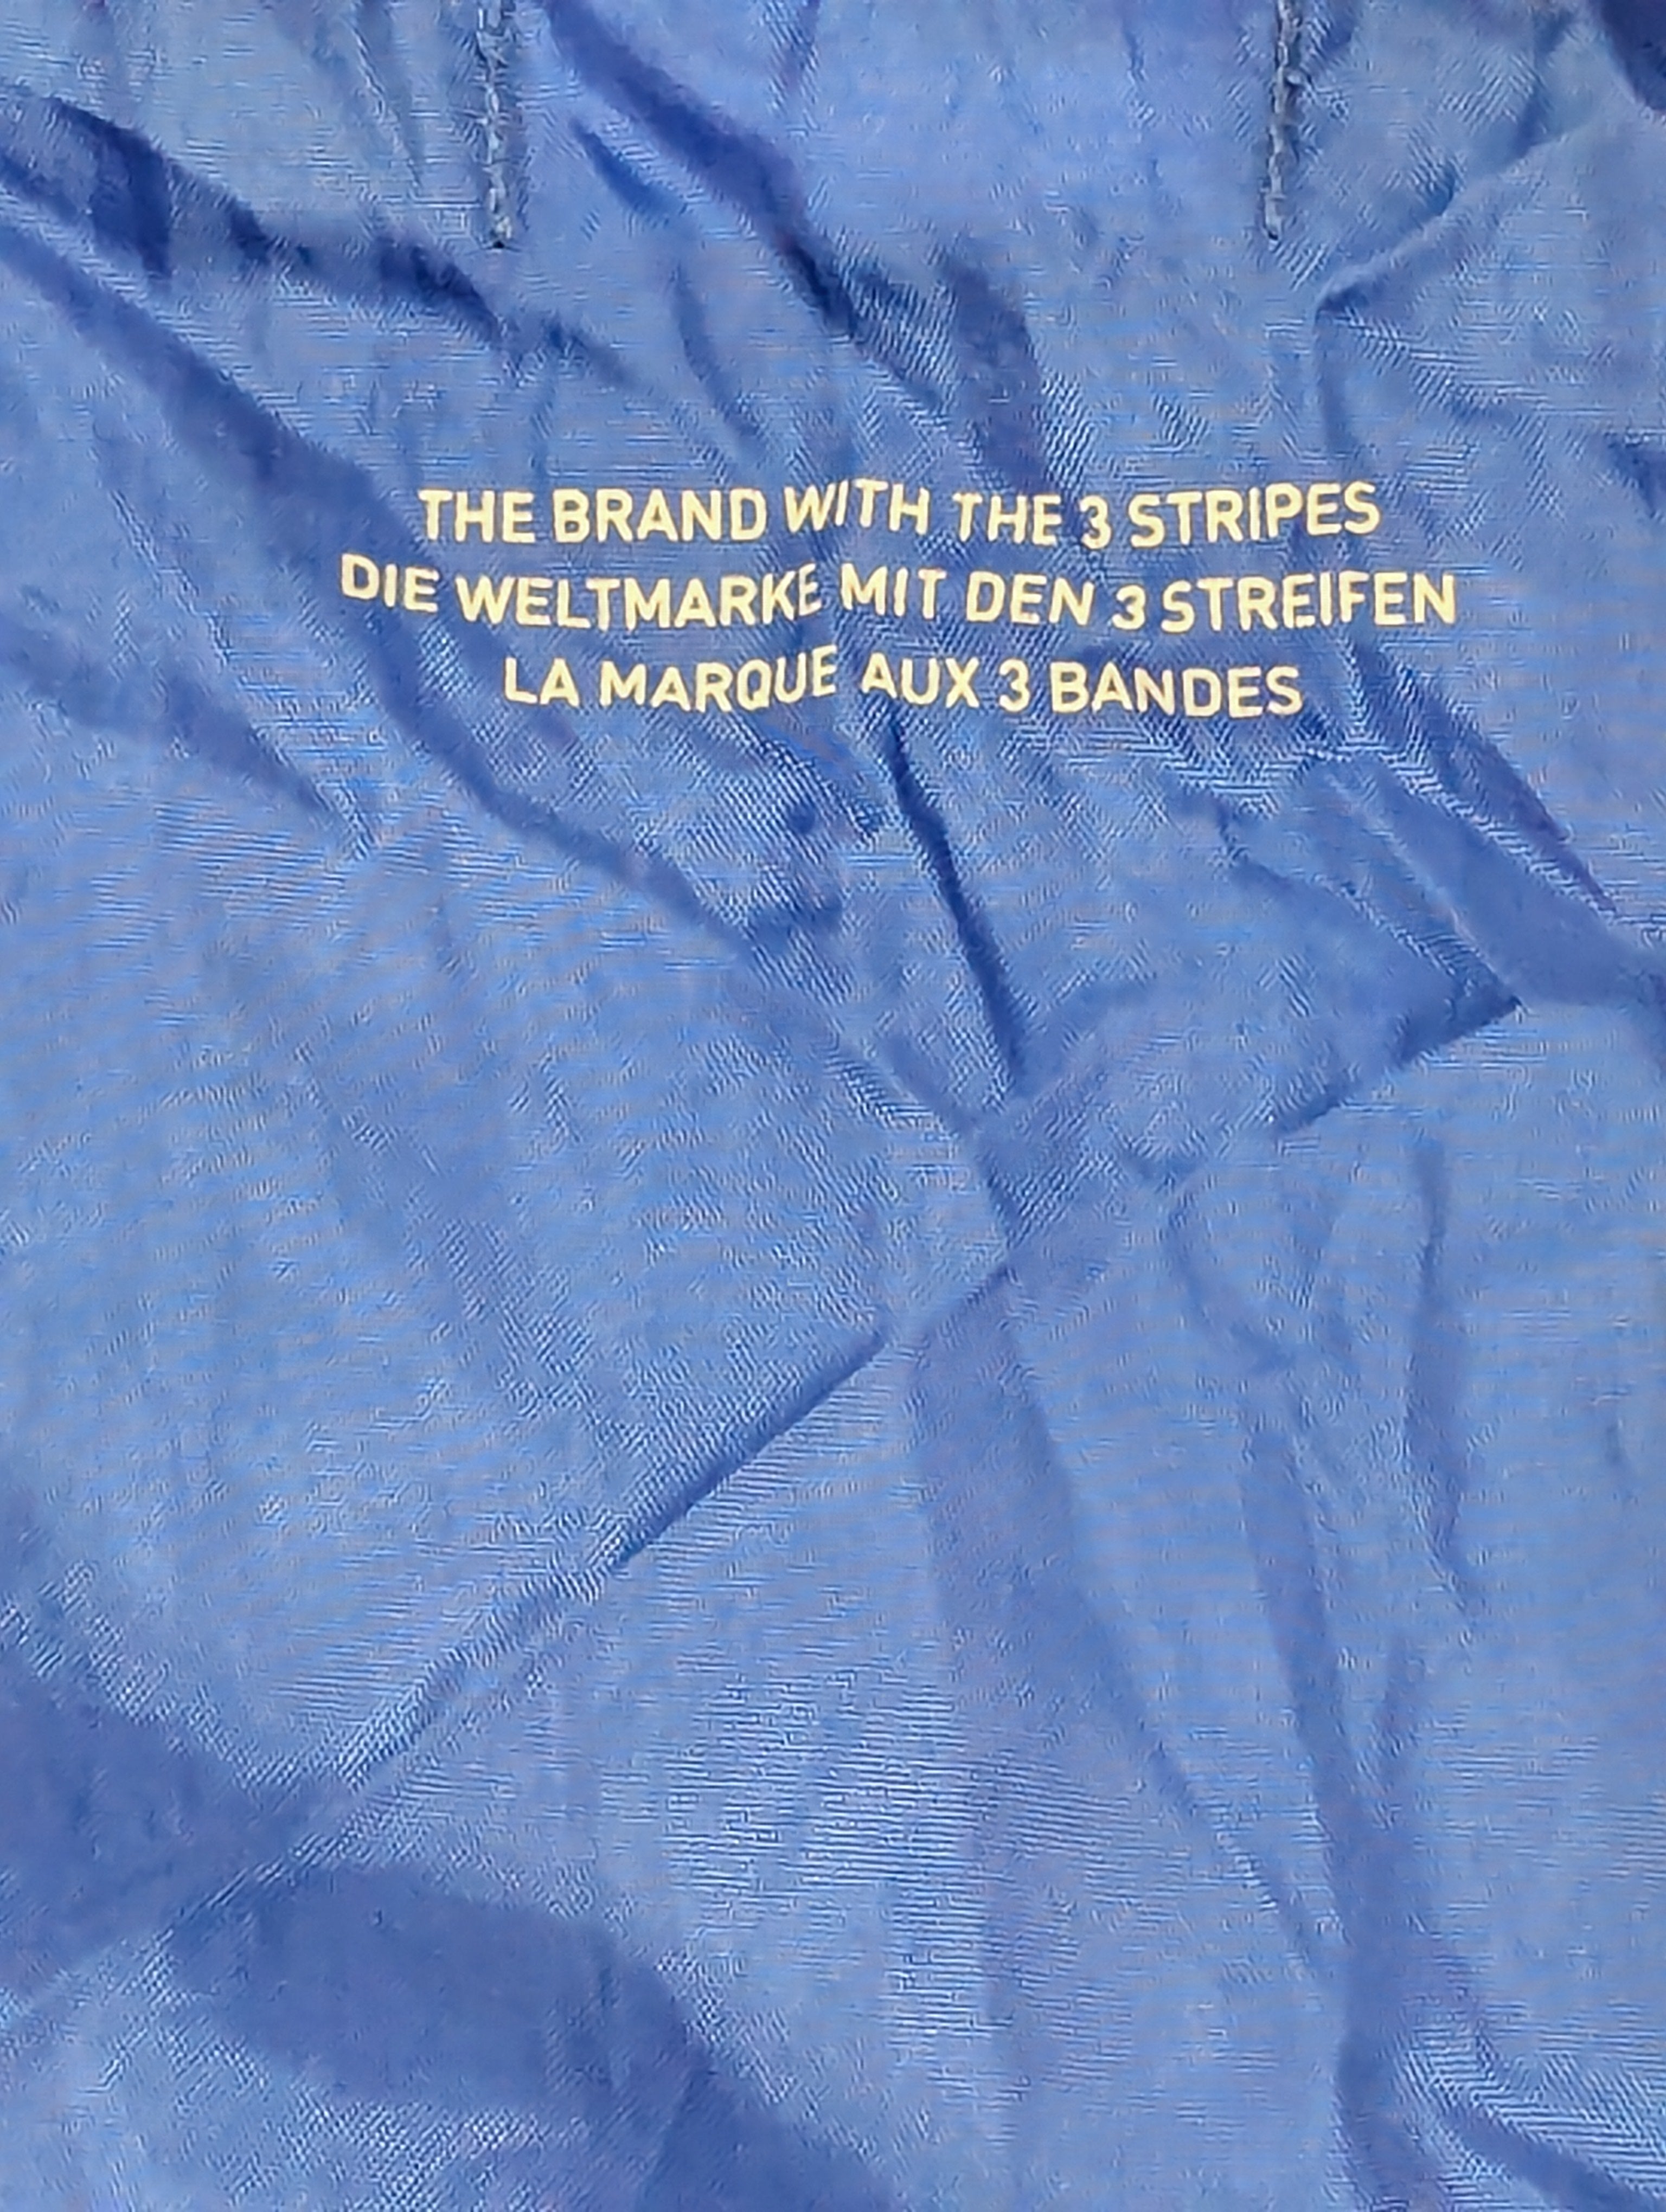 THE BRAND WITH THE 3 STRIPES
DIE WELTMARKE MIT DEN 3 STREIFEN
LA MARQUE AUX 3 BANDES